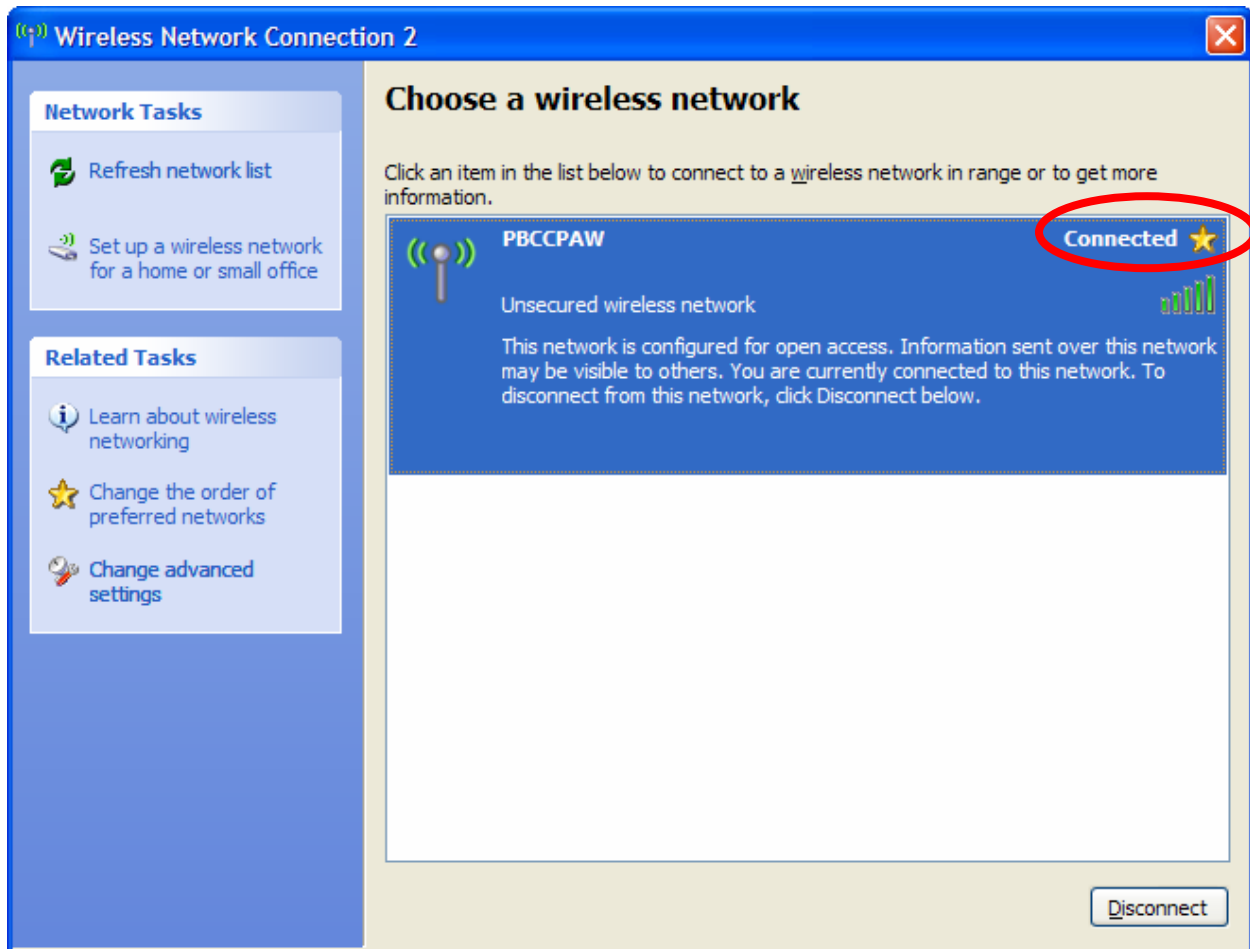 Wireless Network Connection 2
Network Tasks
Refresh network list
Set up a wireless network
for a home or small office
Related Tasks
Learn about wireless
networking
Change the order of
preferred networks
Change advanced
settings
Choose a wireless network
Click an item in the list below to connect to a wireless network in range or to get more
information.
PBCCPAW Connected
Unsecured wireless network
This network is configured for open access. Information sent over this network
may be visible to others. You are currently connected to this network. To
disconnect from this network, click Disconnect below.
Disconnect